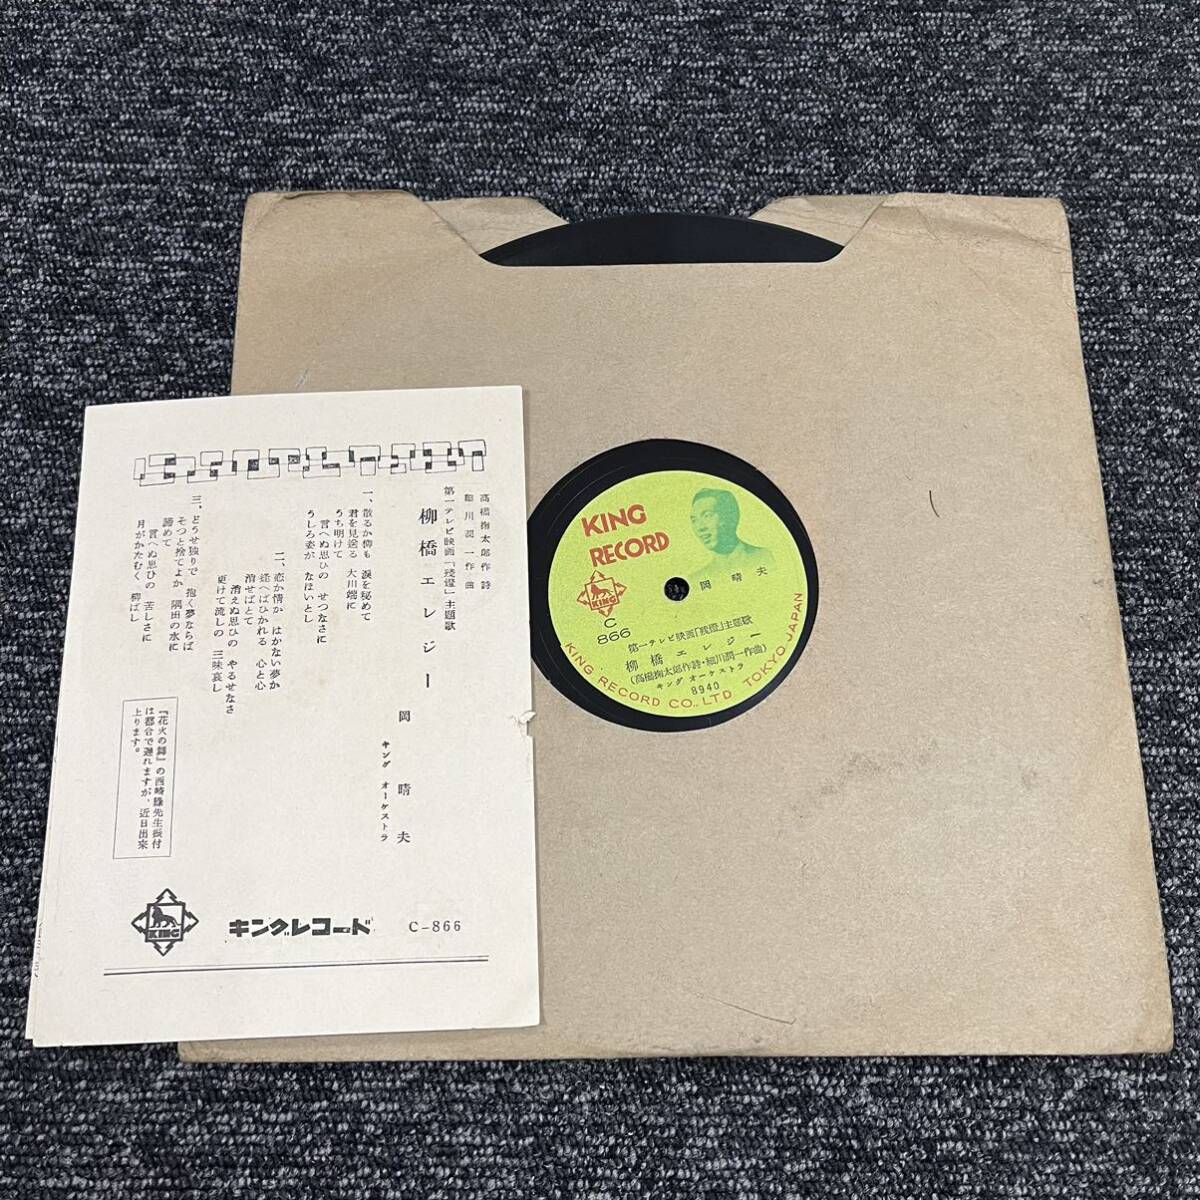 高橋掬太郎作詩
細川潤一作曲
第一テレビ映画「残燈」主題歌
柳橋エレジー
岡晴夫
キングオーケストラ
一、散るか柳も 涙を秘めて
君を見送る 大川端に
うち明けて
言へぬ思ひの せつなさに
うしろ姿が なほいとし
二、恋か情か はかない夢か
逢へばひかれる 心と心
消せばとて
消えぬ思ひの やるせなさ
更けて流しの 三味哀し
三、どうせ独りで 抱く夢ならば
そつと捨てよか 隅田の水に
諦めて
言へぬ思ひの 苦しさに
月がかたむく 柳ばし
『花火の舞』の西崎緑先生振付
は都合で遅れますが、近日出来
上ります。
KING
キングレコード
C-866
KING
RECORD
岡晴夫
KING
C
866
第一テレビ映画「残燈」主題歌
柳橋エレジー
(高橋掬太郎作詩・細川潤一作曲)
キングオーケストラ
8940
KING RECORD CO., LTD TOKYO JAPAN